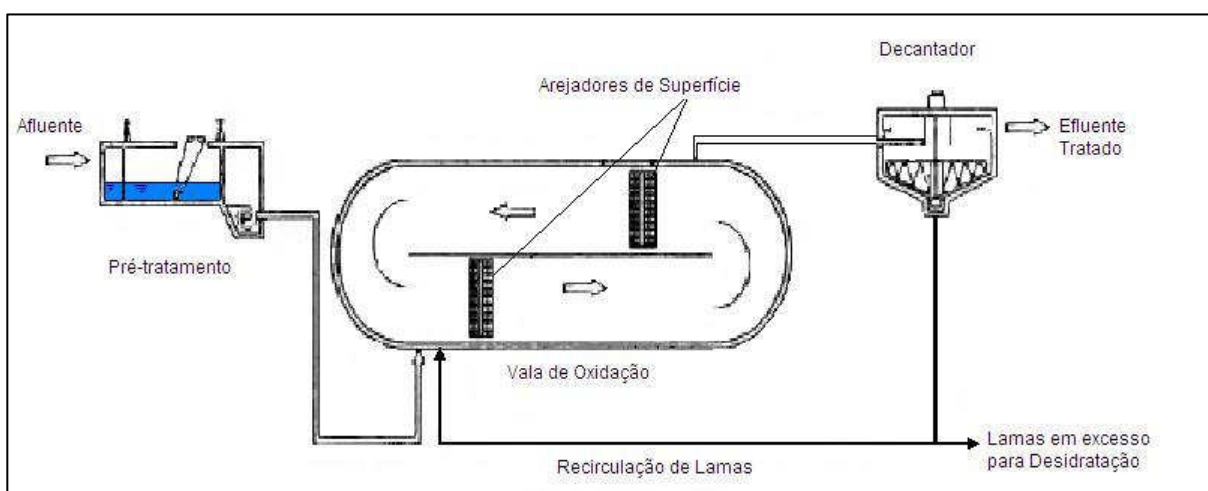 Decantador
Arejadores de Superfície
Afluente
Efluente
Tratado
Pré-tratamento
Vala de Oxidação
Recirculação de Lamas
Lamas em excesso
para Desidratação